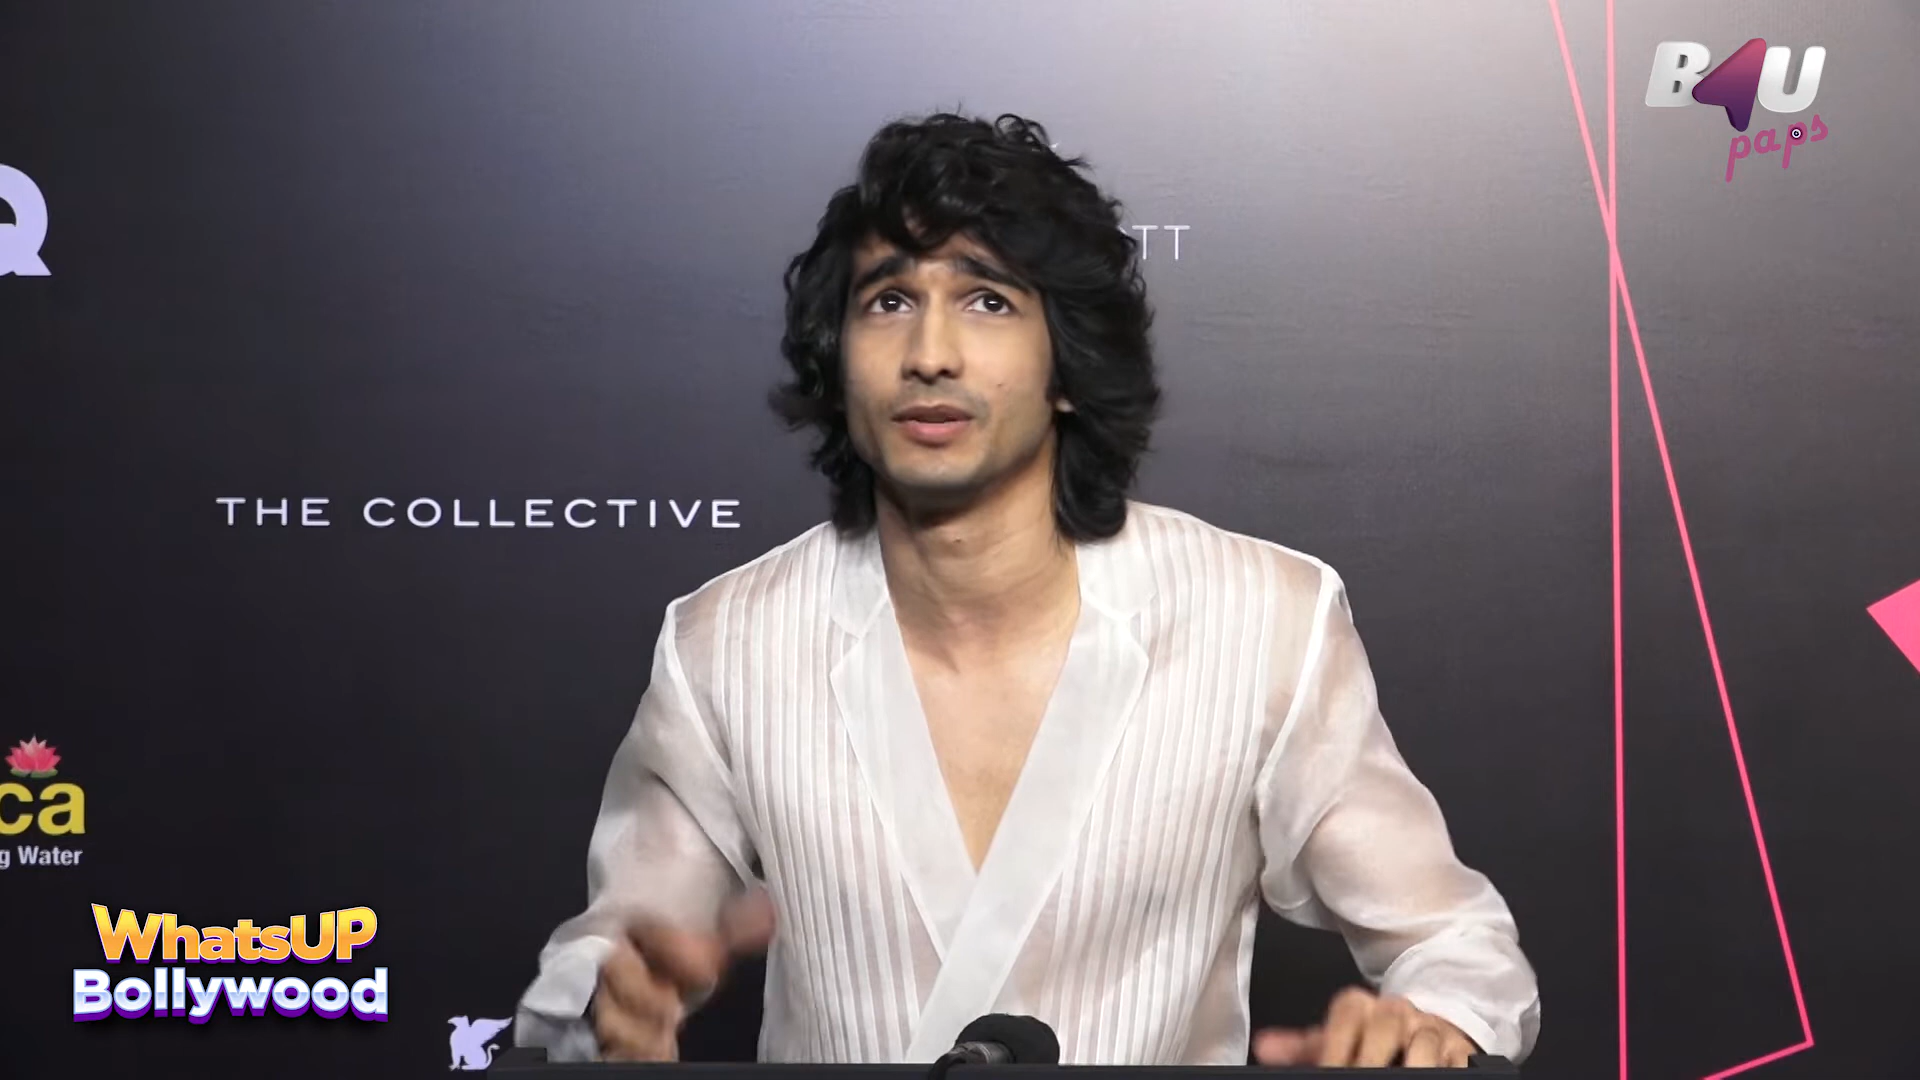 B4U
paps
Q
TT
THE COLLECTIVE
ca
g Water
WhatsUP
Bollywood